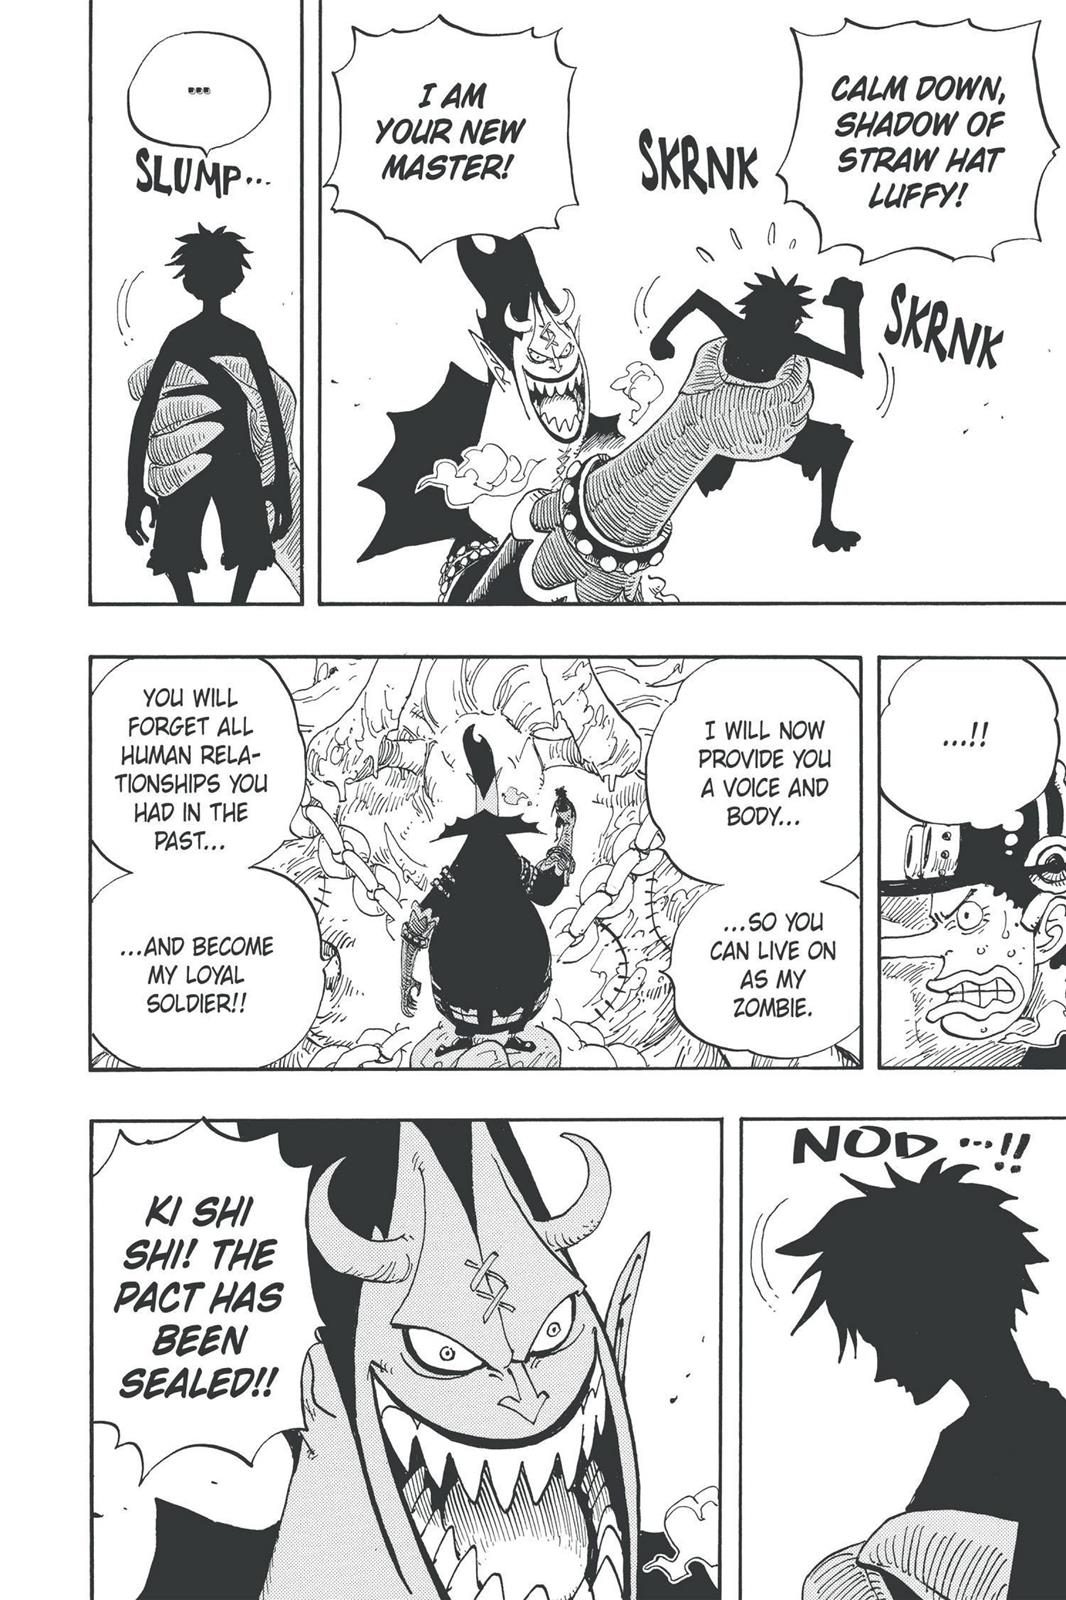 CALM DOWN,
SHADOW OF
STRAW HAT
LUFFY!
SKRNK
SKRNK
I AM
YOUR NEW
MASTER!
...
SLUMP...
...!!
I WILL NOW
PROVIDE YOU
A VOICE AND
BODY...
...SO YOU
CAN LIVE ON
AS MY
ZOMBIE.
YOU WILL
FORGET ALL
HUMAN RELA-
TIONSHIPS YOU
HAD IN THE
PAST...
...AND BECOME
MY LOYAL
SOLDIER!!
NOD...!!
KI SHI
SHI! THE
PACT HAS
BEEN
SEALED!!